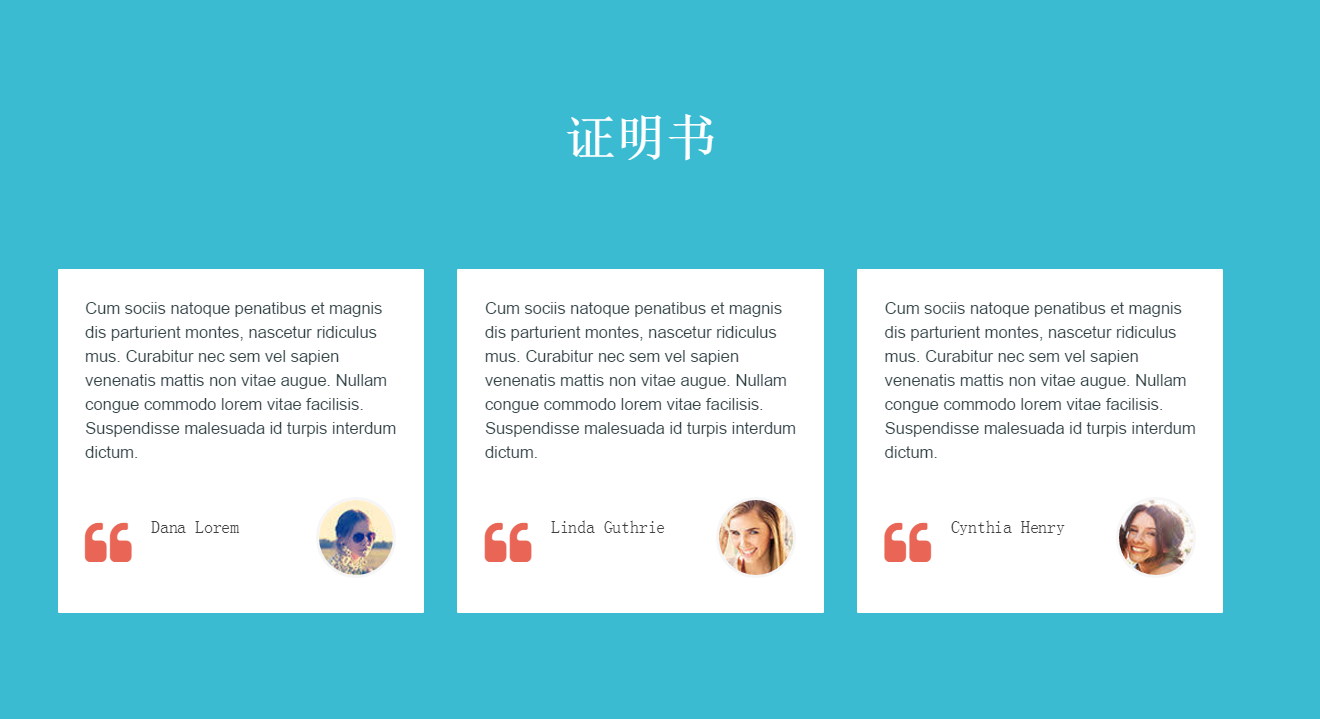 证明书
Cum sociis natoque penatibus et magnis
dis parturient montes, nascetur ridiculus
mus. Curabitur nec sem vel sapien
venenatis mattis non vitae augue. Nullam
congue commodo lorem vitae facilisis.
Suspendisse malesuada id turpis interdum
dictum.
Dana Lorem
Cum sociis natoque penatibus et magnis
dis parturient montes, nascetur ridiculus
mus. Curabitur nec sem vel sapien
venenatis mattis non vitae augue. Nullam
congue commodo lorem vitae facilisis.
Suspendisse malesuada id turpis interdum
dictum.
Linda Guthrie
Cum sociis natoque penatibus et magnis
dis parturient montes, nascetur ridiculus
mus. Curabitur nec sem vel sapien
venenatis mattis non vitae augue. Nullam
congue commodo lorem vitae facilisis.
Suspendisse malesuada id turpis interdum
dictum.
Cynthia Henry